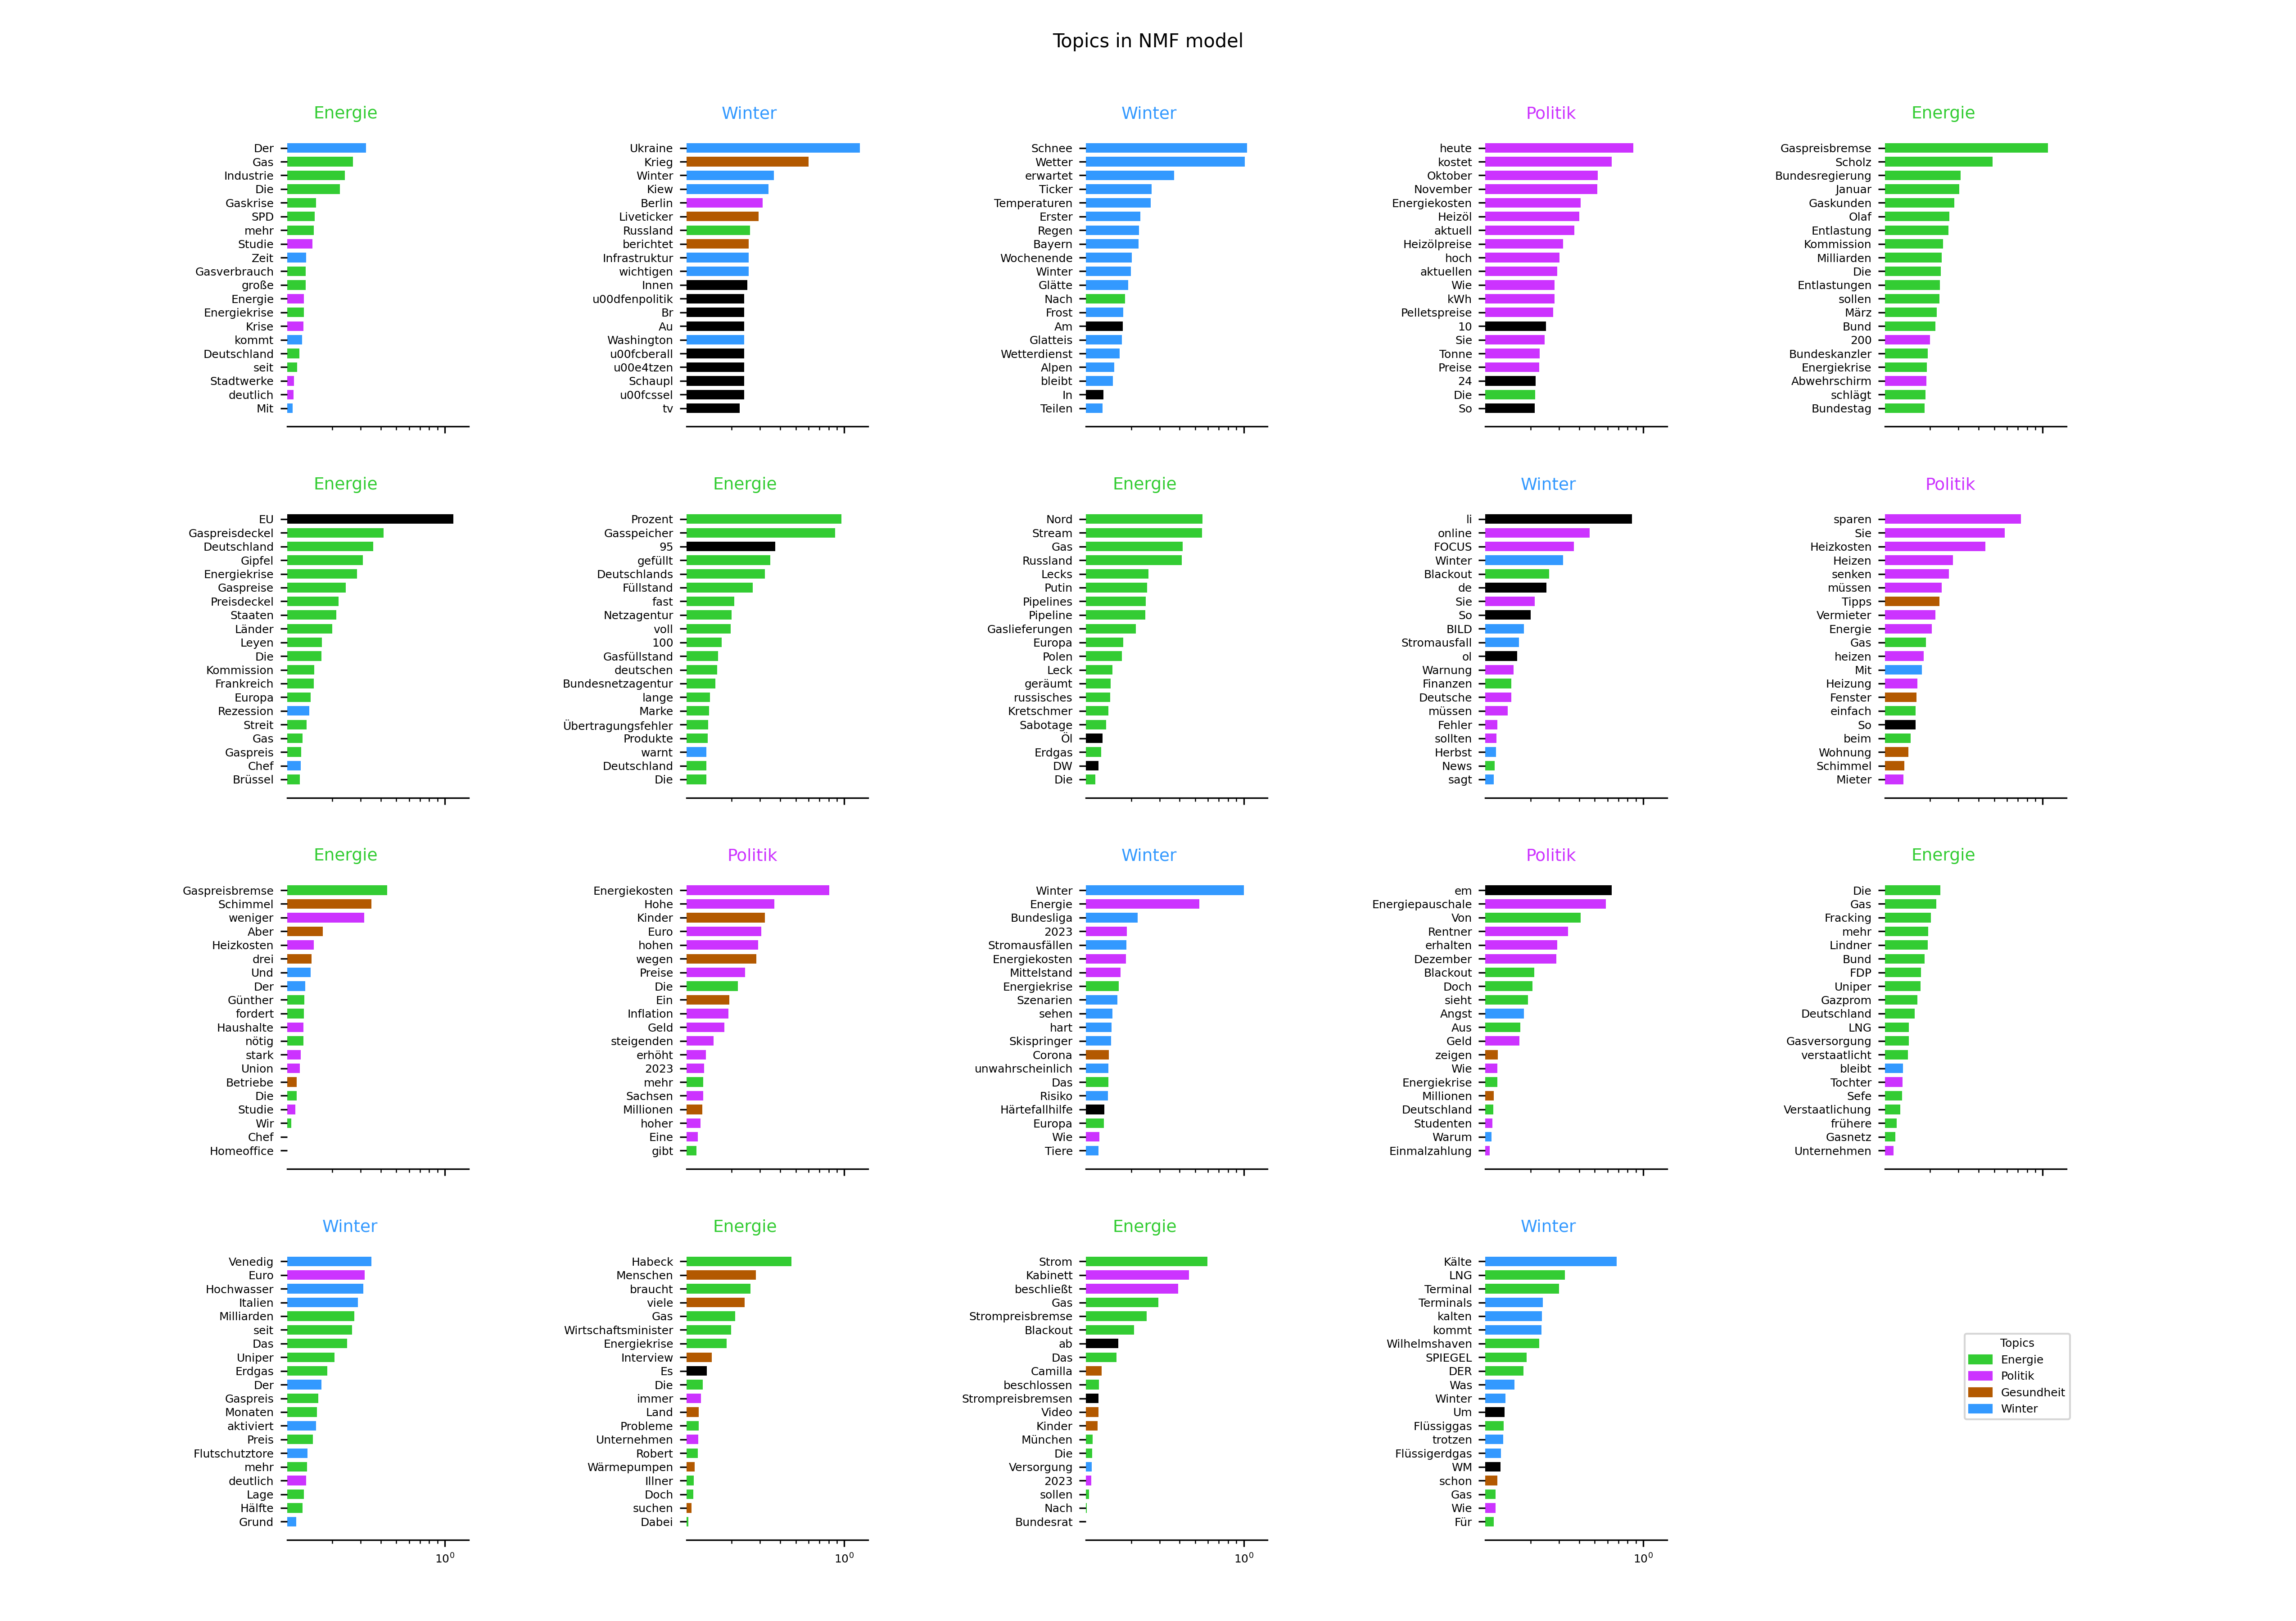 Topics in NMF model
Energie
Der
Gas
Industrie
Die
Gaskrise
SPD
mehr
Studie
Zeit
Gasverbrauch
große
Energie
Energiekrise
Krise
kommt
Deutschland
seit
Stadtwerke
deutlich
Mit
Winter
Ukraine
Krieg
Winter
Kiew
Berlin
Liveticker
Russland
berichtet
Infrastruktur
wichtigen
Innen
u00dfenpolitik
Br
Au
Washington
u00fcberall
u00e4tzen
Schaupl
u00fcssel
tv
Winter
Schnee
Wetter
erwartet
Ticker
Temperaturen
Erster
Regen
Bayern
Wochenende
Winter
Glätte
Nach
Frost
Am
Glatteis
Wetterdienst
Alpen
bleibt
In
Teilen
Politik
heute
kostet
Oktober
November
Energiekosten
Heizöl
aktuell
Heizölpreise
hoch
aktuellen
Wie
kWh
Pelletspreise
10
Sie
Tonne
Preise
24
Die
So
Energie
Gaspreisbremse
Scholz
Bundesregierung
Januar
Gaskunden
Olaf
Entlastung
Kommission
Milliarden
Die
Entlastungen
sollen
März
Bund
200
Bundeskanzler
Energiekrise
Abwehrschirm
schlägt
Bundestag
Energie
EU
Gaspreisdeckel
Deutschland
Gipfel
Energiekrise
Gaspreise
Preisdeckel
Staaten
Länder
Leyen
Die
Kommission
Frankreich
Europa
Rezession
Streit
Gas
Gaspreis
Chef
Brüssel
Energie
Prozent
Gasspeicher
95
gefüllt
Deutschlands
Füllstand
fast
Netzagentur
voll
100
Gasfüllstand
deutschen
Bundesnetzagentur
lange
Marke
Übertragungsfehler
Produkte
warnt
Deutschland
Die
Energie
Nord
Stream
Gas
Russland
Lecks
Putin
Pipelines
Pipeline
Gaslieferungen
Europa
Polen
Leck
geräumt
russisches
Kretschmer
Sabotage
Öl
Erdgas
DW
Die
Winter
li
online
FOCUS
Winter
Blackout
de
Sie
So
BILD
Stromausfall
ol
Warnung
Finanzen
Deutsche
müssen
Fehler
sollten
Herbst
News
sagt
Politik
sparen
Sie
Heizkosten
Heizen
senken
müssen
Tipps
Vermieter
Energie
Gas
heizen
Mit
Heizung
Fenster
einfach
So
beim
Wohnung
Schimmel
Mieter
Energie
Gaspreisbremse
Schimmel
weniger
Aber
Heizkosten
drei
Und
Der
Günther
fordert
Haushalte
nötig
stark
Union
Betriebe
Die
Studie
Wir
Chef
Homeoffice
Politik
Energiekosten
Hohe
Kinder
Euro
hohen
wegen
Preise
Die
Ein
Inflation
Geld
steigenden
erhöht
2023
mehr
Sachsen
Millionen
hoher
Eine
gibt
Winter
Winter
Energie
Bundesliga
2023
Stromausfällen
Energiekosten
Mittelstand
Energiekrise
Szenarien
sehen
hart
Skispringer
Corona
unwahrscheinlich
Das
Risiko
Härtefallhilfe
Europa
Wie
Tiere
Politik
em
Energiepauschale
Von
Rentner
erhalten
Dezember
Blackout
Doch
sieht
Angst
Aus
Geld
zeigen
Wie
Energiekrise
Millionen
Deutschland
Studenten
Warum
Einmalzahlung
Energie
Die
Gas
Fracking
mehr
Lindner
Bund
FDP
Uniper
Gazprom
Deutschland
LNG
Gasversorgung
verstaatlicht
bleibt
Tochter
Sefe
Verstaatlichung
frühere
Gasnetz
Unternehmen
Winter
Venedig
Euro
Hochwasser
Italien
Milliarden
seit
Das
Uniper
Erdgas
Der
Gaspreis
Monaten
aktiviert
Preis
Flutschutztore
mehr
deutlich
Lage
Hälfte
Grund
10⁰
Energie
Habeck
Menschen
braucht
viele
Gas
Wirtschaftsminister
Energiekrise
Interview
Es
Die
immer
Land
Probleme
Unternehmen
Robert
Wärmepumpen
Illner
Doch
suchen
Dabei
10⁰
Energie
Strom
Kabinett
beschließt
Gas
Strompreisbremse
Blackout
ab
Das
Camilla
beschlossen
Strompreisbremsen
Video
Kinder
München
Die
Versorgung
2023
sollen
Nach
Bundesrat
10⁰
Winter
Kälte
LNG
Terminal
Terminals
kalten
kommt
Wilhelmshaven
SPIEGEL
DER
Was
Winter
Um
Flüssiggas
trotzen
Flüssigerdgas
WM
schon
Gas
Wie
Für
10⁰
Topics
Energie
Politik
Gesundheit
Winter